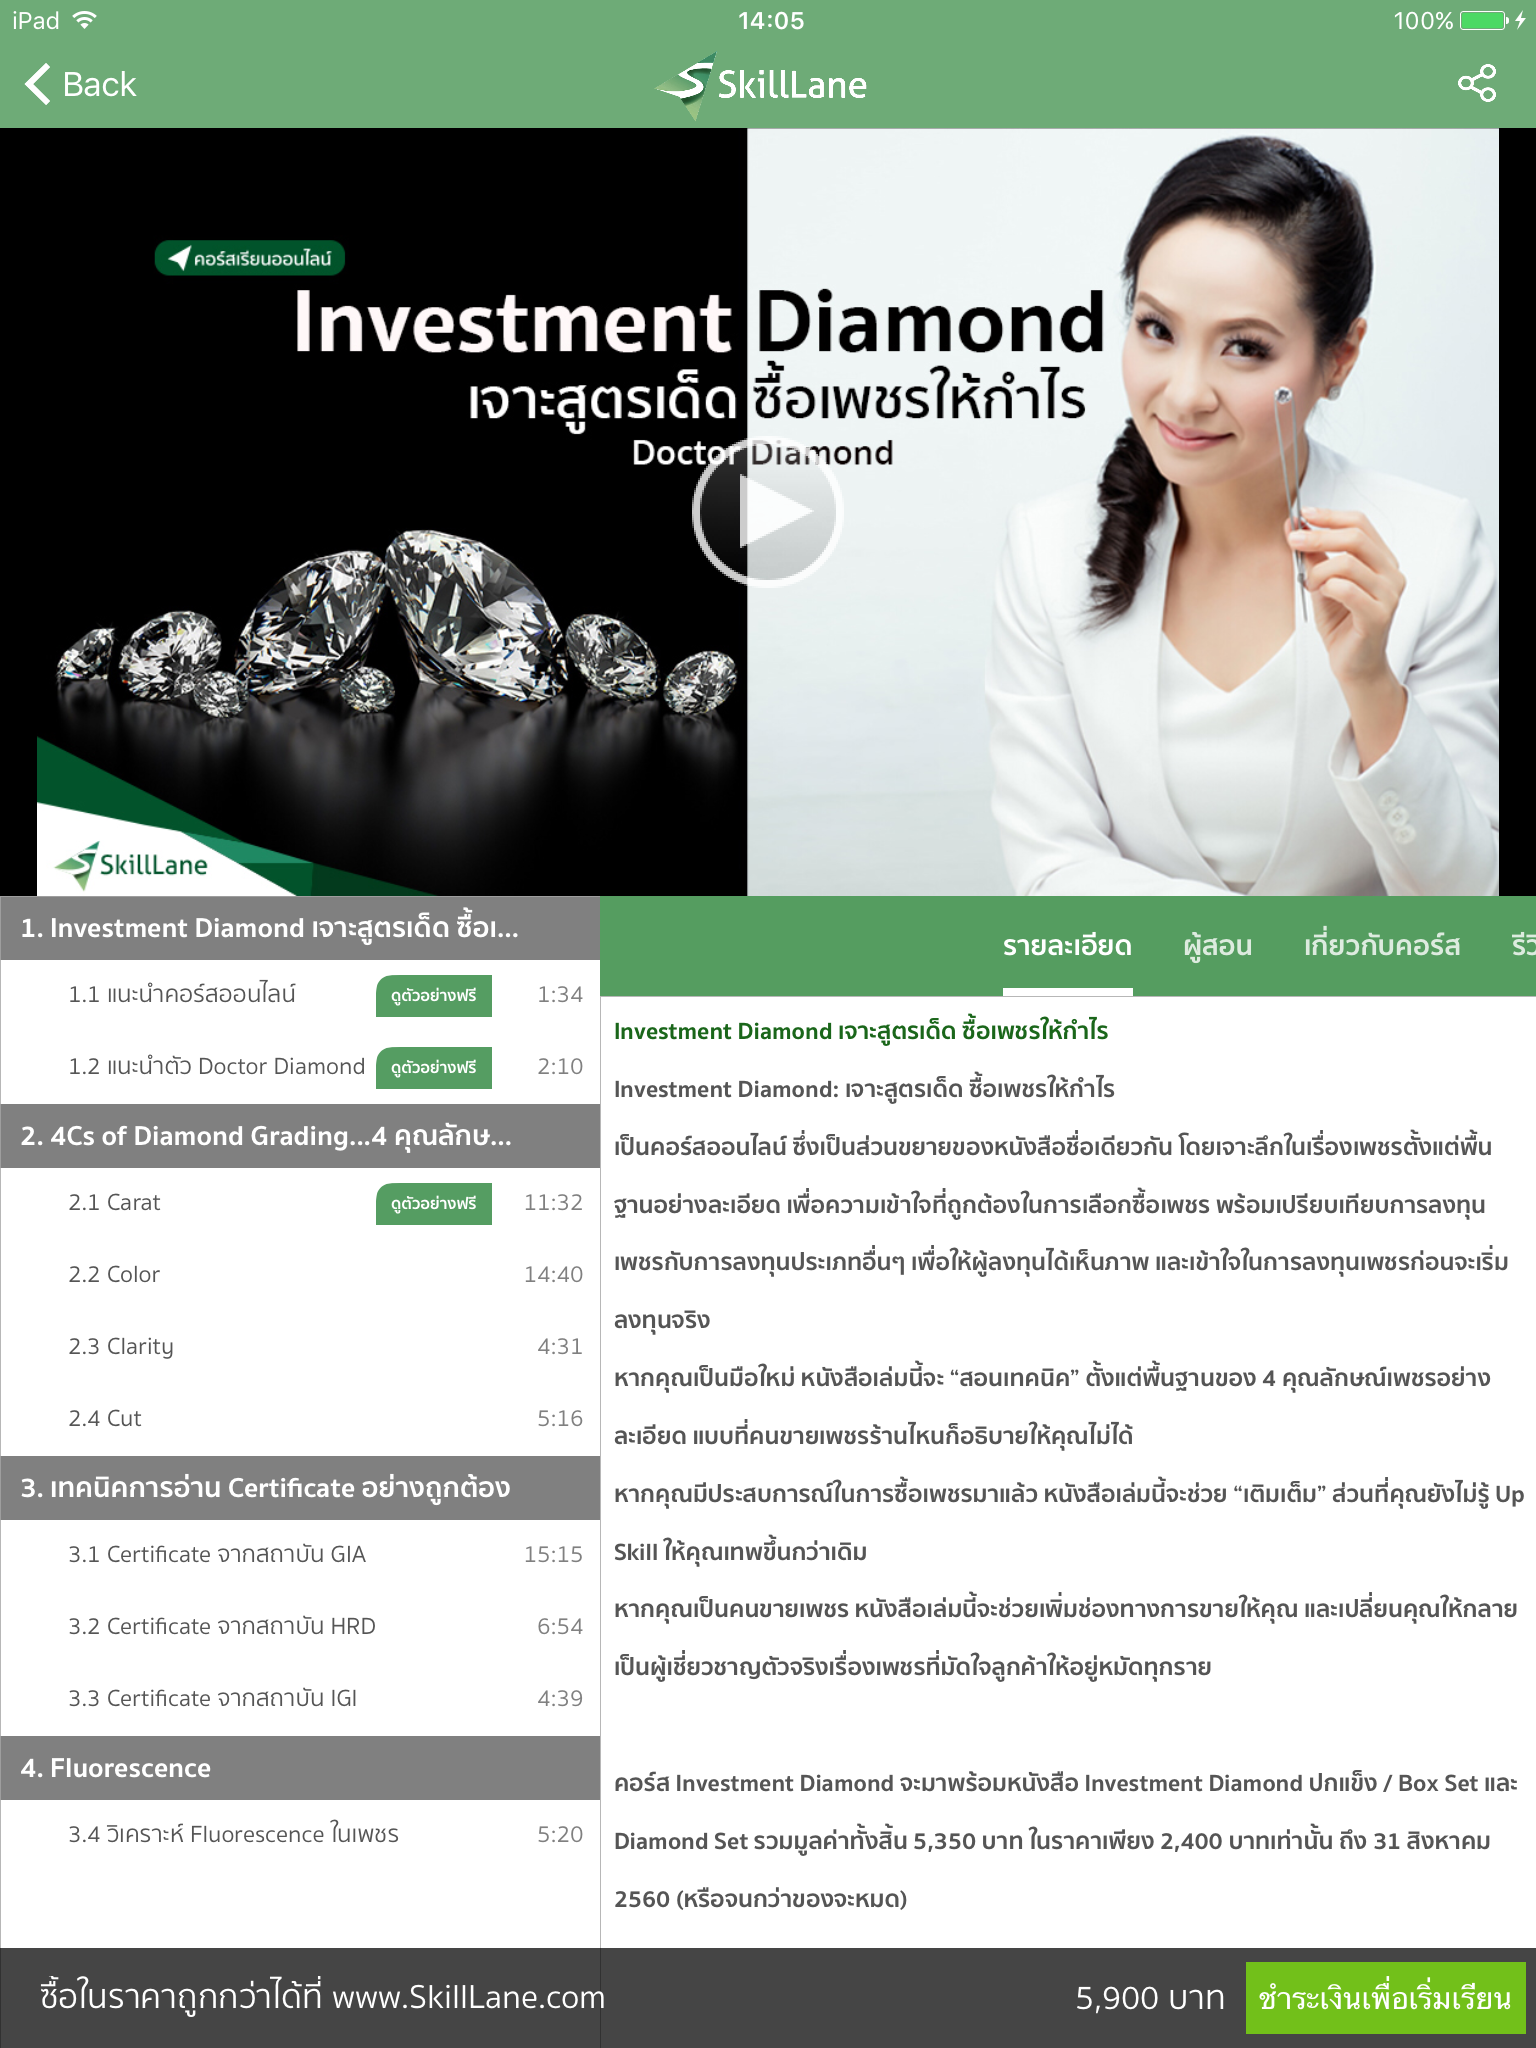 iPad
14:05
100%
Back
SkillLane
คอร์สเรียนออนไลน์
Investment Diamond
เจาะสูตรเด็ด ซื้อเพชรให้กำไร
Doctor Diamond
SkillLane
1. Investment Diamond เจาะสูตรเด็ด ซื้อเ...
1.1 แนะนำคอร์สออนไลน์ ดูตัวอย่างฟรี 1:34
1.2 แนะนำตัว Doctor Diamond ดูตัวอย่างฟรี 2:10
2. 4Cs of Diamond Grading...4 คุณลักษ...
2.1 Carat ดูตัวอย่างฟรี 11:32
2.2 Color 14:40
2.3 Clarity 4:31
2.4 Cut 5:16
3. เทคนิคการอ่าน Certificate อย่างถูกต้อง
3.1 Certificate จากสถาบัน GIA 15:15
3.2 Certificate จากสถาบัน HRD 6:54
3.3 Certificate จากสถาบัน IGI 4:39
4. Fluorescence
3.4 วิเคราะห์ Fluorescence ในเพชร 5:20
รายละเอียด ผู้สอน เกี่ยวกับคอร์ส รีวิ
Investment Diamond เจาะสูตรเด็ด ซื้อเพชรให้กำไร
Investment Diamond: เจาะสูตรเด็ด ซื้อเพชรให้กำไร
เป็นคอร์สออนไลน์ ซึ่งเป็นส่วนขยายของหนังสือชื่อเดียวกัน โดยเจาะลึกในเรื่องเพชรตั้งแต่พื้น
ฐานอย่างละเอียด เพื่อความเข้าใจที่ถูกต้องในการเลือกซื้อเพชร พร้อมเปรียบเทียบการลงทุน
เพชรกับการลงทุนประเภทอื่นๆ เพื่อให้ผู้ลงทุนได้เห็นภาพ และเข้าใจในการลงทุนเพชรก่อนจะเริ่ม
ลงทุนจริง
หากคุณเป็นมือใหม่ หนังสือเล่มนี้จะ “สอนเทคนิค” ตั้งแต่พื้นฐานของ 4 คุณลักษณ์เพชรอย่าง
ละเอียด แบบที่คนขายเพชรร้านไหนก็อธิบายให้คุณไม่ได้
หากคุณมีประสบการณ์ในการซื้อเพชรมาแล้ว หนังสือเล่มนี้จะช่วย “เติมเต็ม” ส่วนที่คุณยังไม่รู้ Up
Skill ให้คุณเทพขึ้นกว่าเดิม
หากคุณเป็นคนขายเพชร หนังสือเล่มนี้จะช่วยเพิ่มช่องทางการขายให้คุณ และเปลี่ยนคุณให้กลาย
เป็นผู้เชี่ยวชาญตัวจริงเรื่องเพชรที่มัดใจลูกค้าให้อยู่หมัดทุกราย
คอร์ส Investment Diamond จะมาพร้อมหนังสือ Investment Diamond ปกแข็ง / Box Set และ
Diamond Set รวมมูลค่าทั้งสิ้น 5,350 บาท ในราคาเพียง 2,400 บาทเท่านั้น ถึง 31 สิงหาคม
2560 (หรือจนกว่าของจะหมด)
ซื้อในราคาถูกกว่าได้ที่ www.SkillLane.com
5,900 บาท
ชำระเงินเพื่อเริ่มเรียน